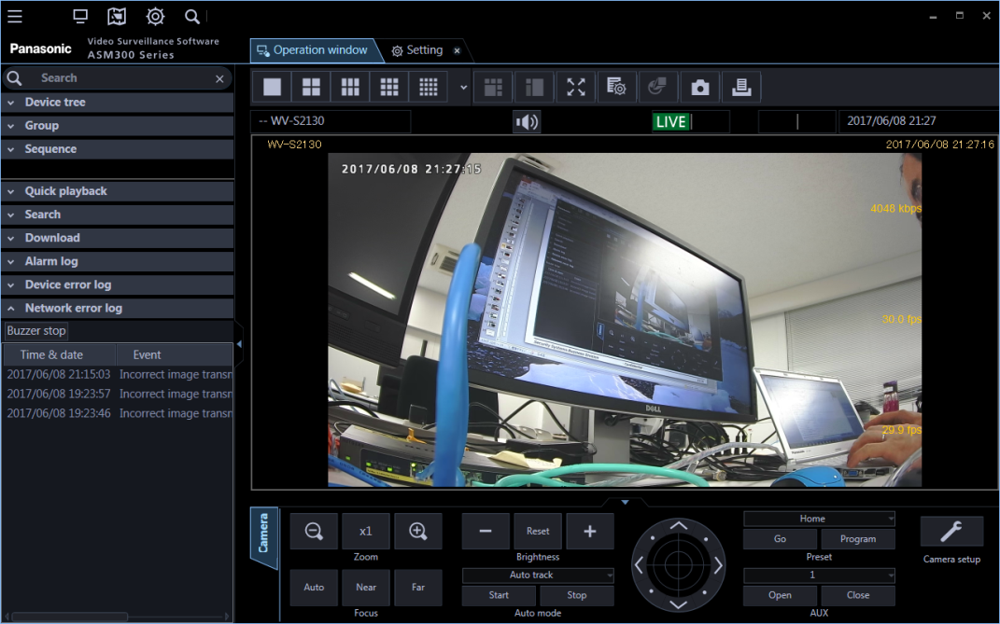 Panasonic
Video Surveillance Software
ASM300 Series
Operation window
Setting
Search
Device tree
Group
Sequence
Quick playback
Search
Download
Alarm log
Device error log
Network error log
Buzzer stop
Time & date Event
2017/06/08 21:15:03 Incorrect image transm
2017/06/08 19:23:57 Incorrect image transm
2017/06/08 19:23:46 Incorrect image transm
-- WV-S2130
LIVE
2017/06/08 21:27
WV-S2130
2017/06/08 21:27:16
2017/06/08 21:27:15
4048 kbps
30.0 fps
29.9 fps
DELL
Camera
x1
Zoom
Auto Near Far
Focus
Reset
Brightness
Auto track
Start Stop
Auto mode
Home
Go Program
Preset
1
Open Close
AUX
Camera setup